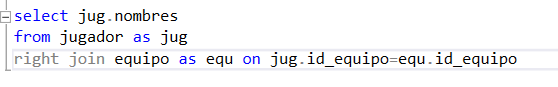 select jug.nombres
from jugador as jug
right join equipo as equ on jug.id_equipo=equ.id_equipo